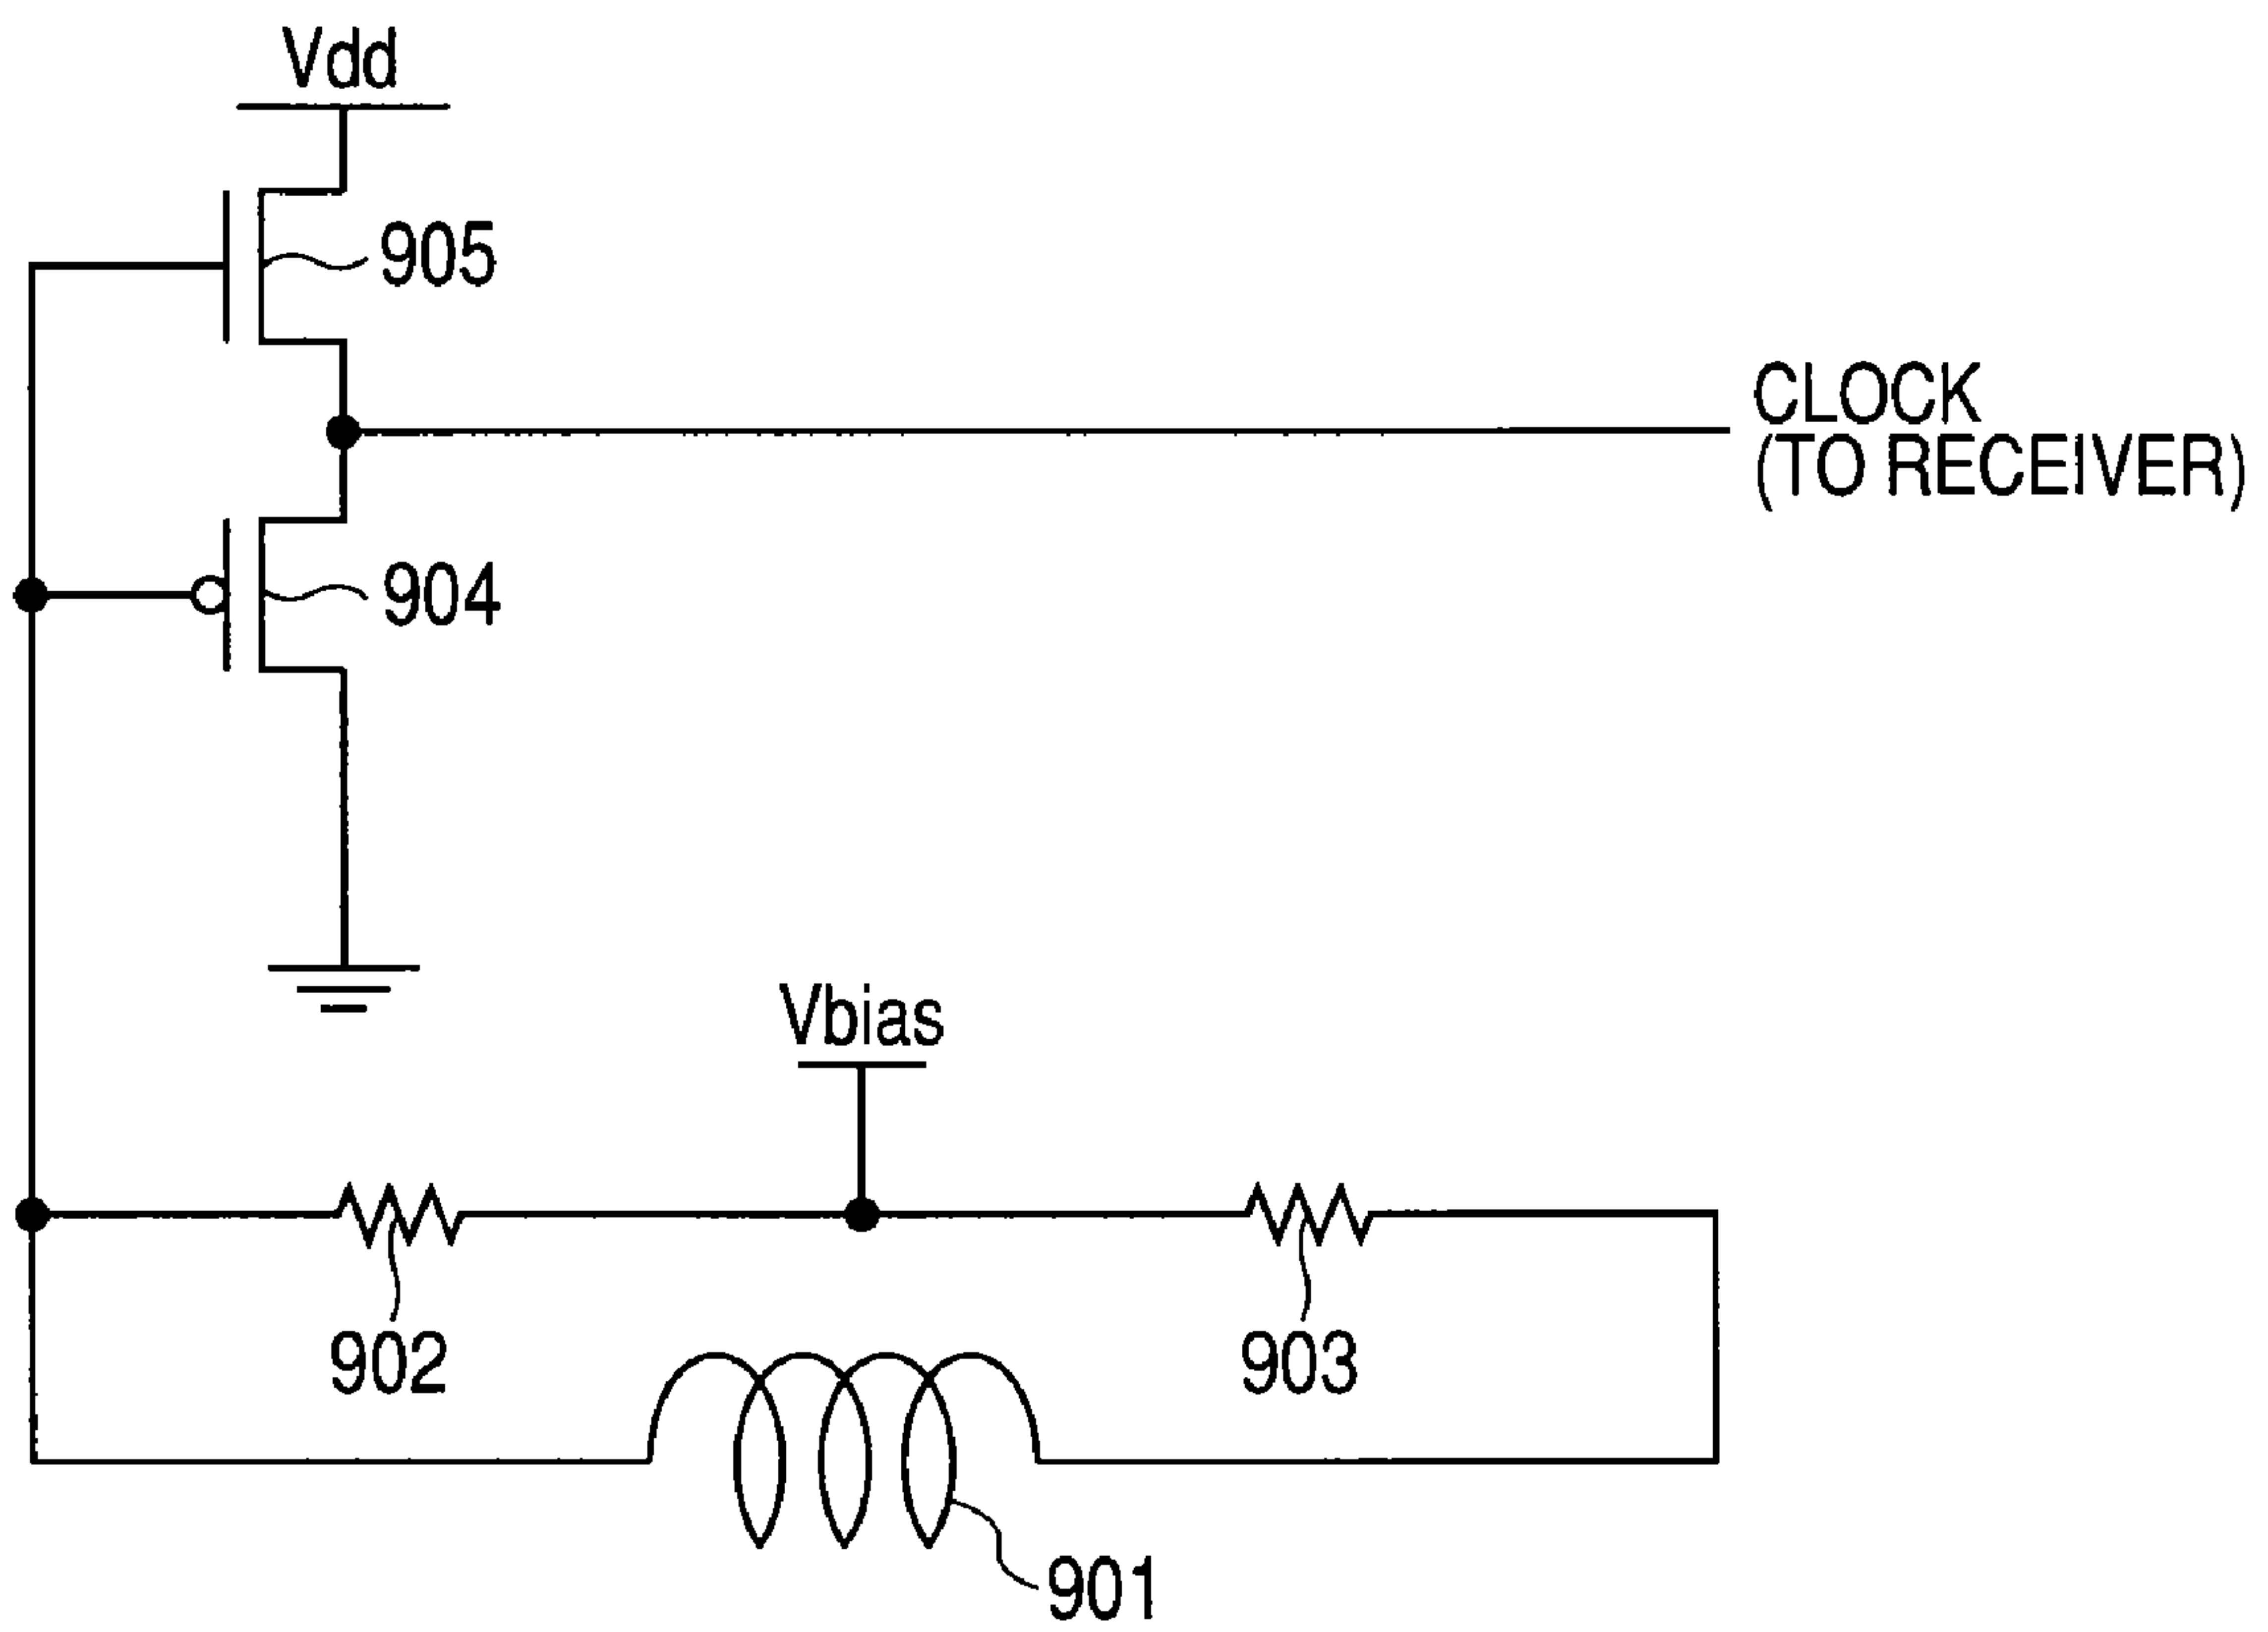 Vdd
905
CLOCK
(TO RECEIVER)
904
Vbias
902
903
901